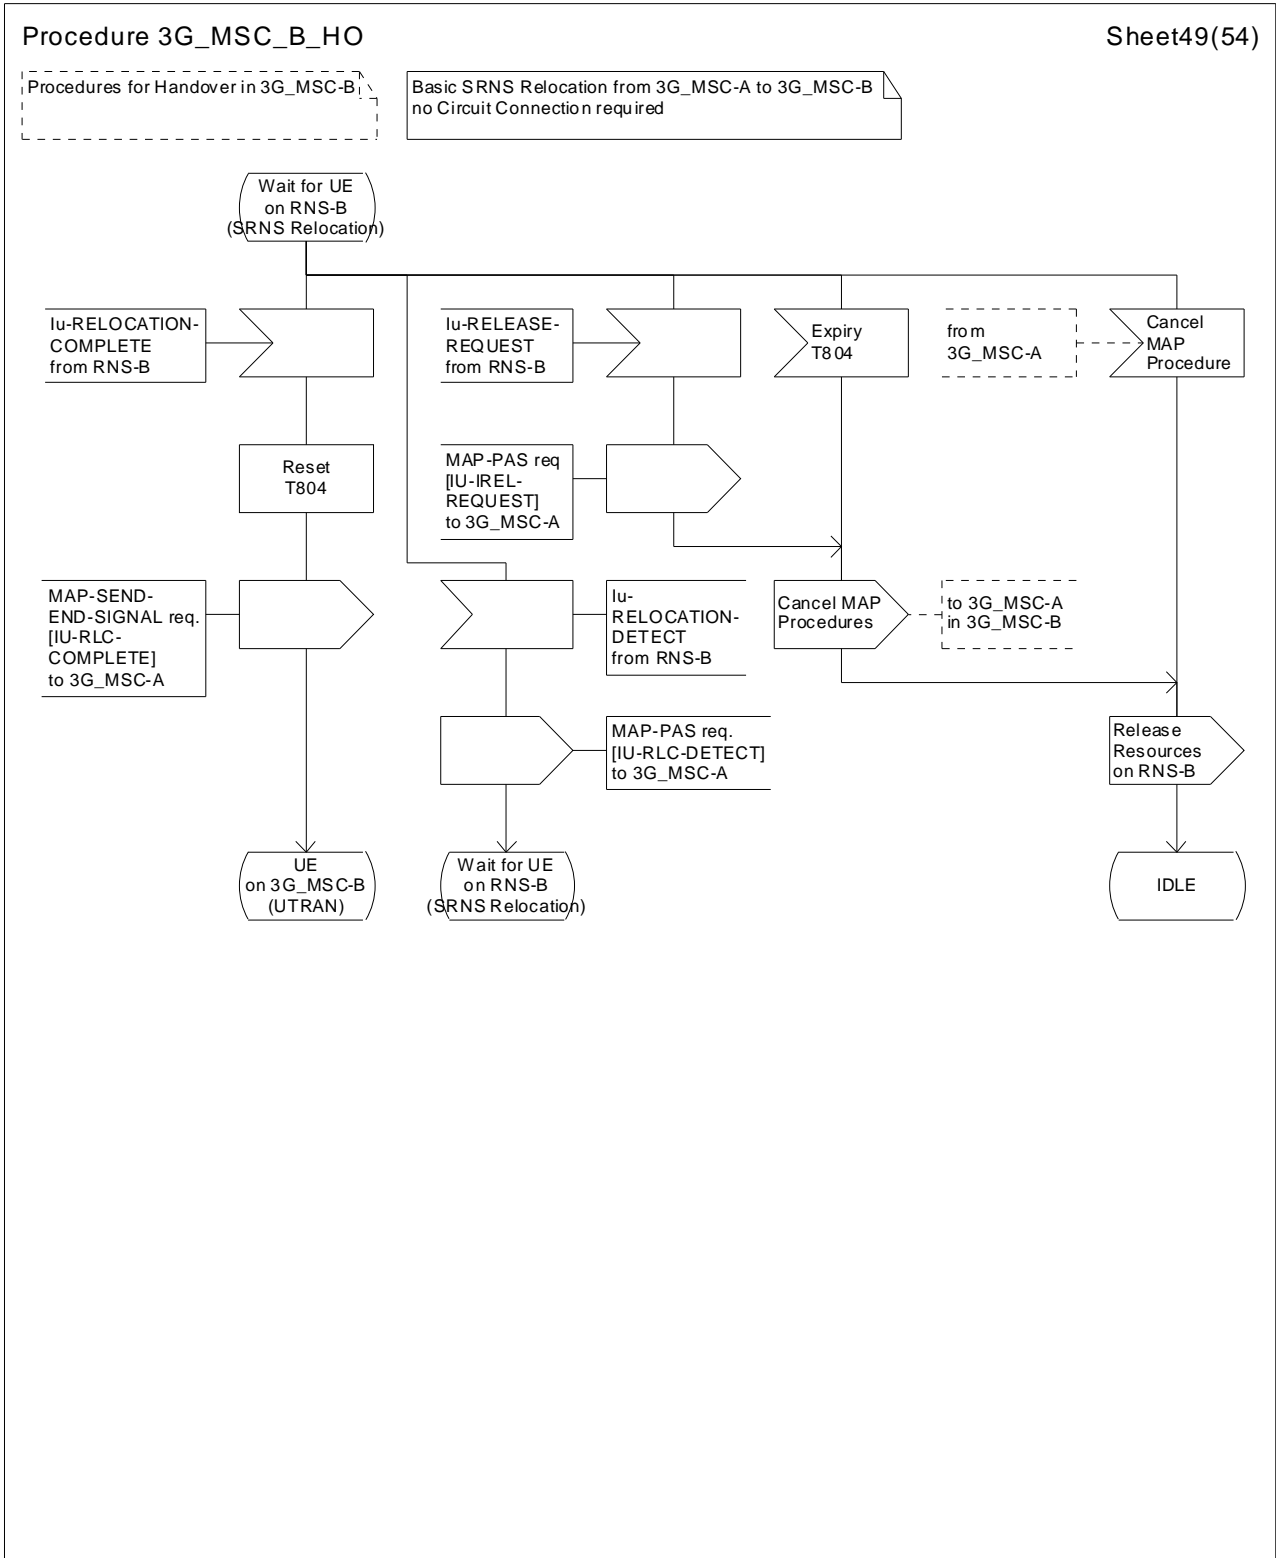 Procedure 3G_MSC_B_HO
Sheet49(54)
Procedures for Handover in 3G_MSC-B
Basic SRNS Relocation from 3G_MSC-A to 3G_MSC-B
no Circuit Connection required
Wait for UE
on RNS-B
(SRNS Relocation)
Iu-RELOCATION-
COMPLETE
from RNS-B
Iu-RELEASE-
REQUEST
from RNS-B
Expiry
T804
from
3G_MSC-A
Cancel
MAP
Procedure
Reset
T804
MAP-PAS req
[IU-IREL-
REQUEST]
to 3G_MSC-A
MAP-SEND-
END-SIGNAL req.
[IU-RLC-
COMPLETE]
to 3G_MSC-A
Iu-
RELOCATION-
DETECT
from RNS-B
Cancel MAP
Procedures
to 3G_MSC-A
in 3G_MSC-B
MAP-PAS req.
[IU-RLC-DETECT]
to 3G_MSC-A
Release
Resources
on RNS-B
UE
on 3G_MSC-B
(UTRAN)
Wait for UE
on RNS-B
(SRNS Relocation)
IDLE